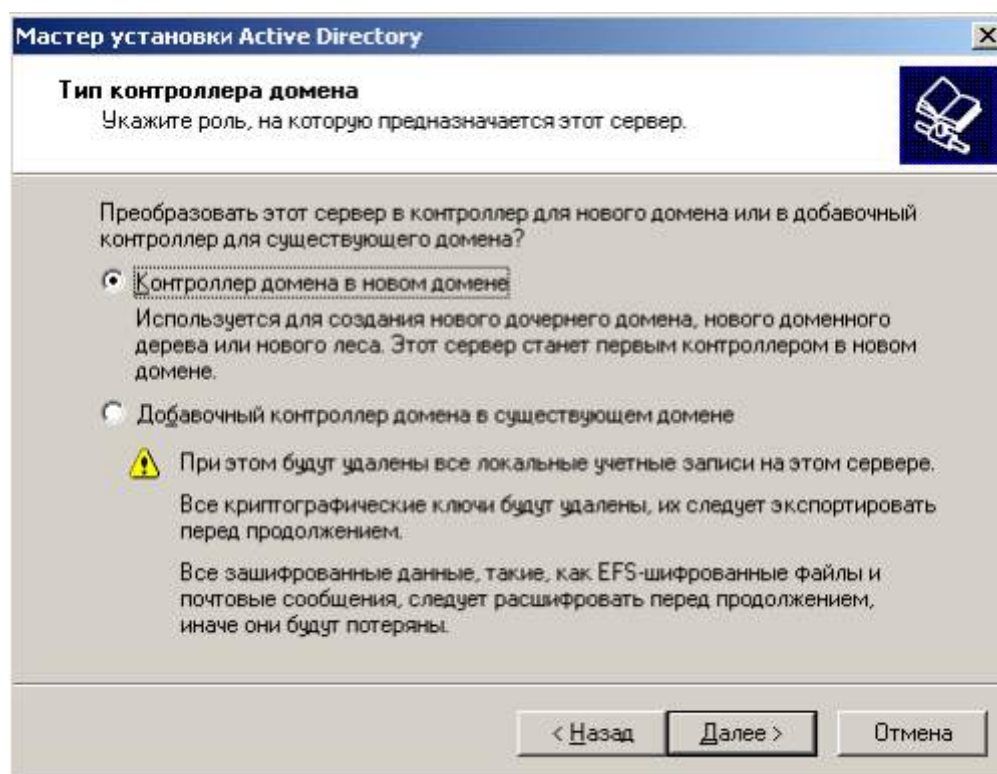 Мастер установки Active Directory
Тип контроллера домена
Укажите роль, на которую предназначается этот сервер.
Преобразовать этот сервер в контроллер для нового домена или в добавочный
контроллер для существующего домена?
Контроллер домена в новом домене
Используется для создания нового дочернего домена, нового доменного
дерева или нового леса. Этот сервер станет первым контроллером в новом
домене.
Добавочный контроллер домена в существующем домене
При этом будут удалены все локальные учетные записи на этом сервере.
Все криптографические ключи будут удалены, их следует экспортировать
перед продолжением.
Все зашифрованные данные, такие, как EFS-шифрованные файлы и
почтовые сообщения, следует расшифровать перед продолжением,
иначе они будут потеряны.
< Назад Далее > Отмена